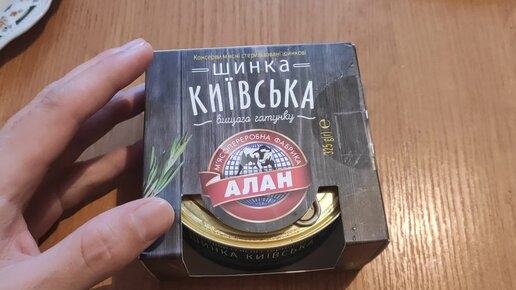 Консерви м'ясні стерилізовані шинкові
ШИНКА
КИЇВСЬКА
вищого ґатунку
М'ЯСОПЕРЕРОБНА ФАБРИКА
АЛАН
325 g/г e
ШИНКА КИЇВСЬКА